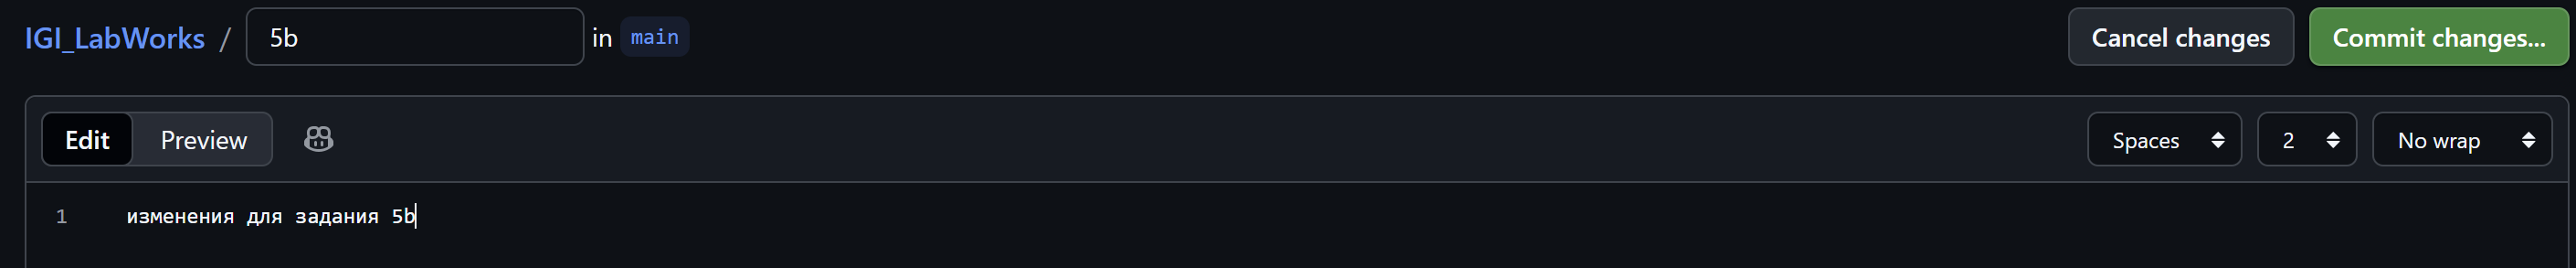 IGI_LabWorks / 5b in main Cancel changes Commit changes...
Edit Preview Spaces 2 No wrap
1 изменения для задания 5b